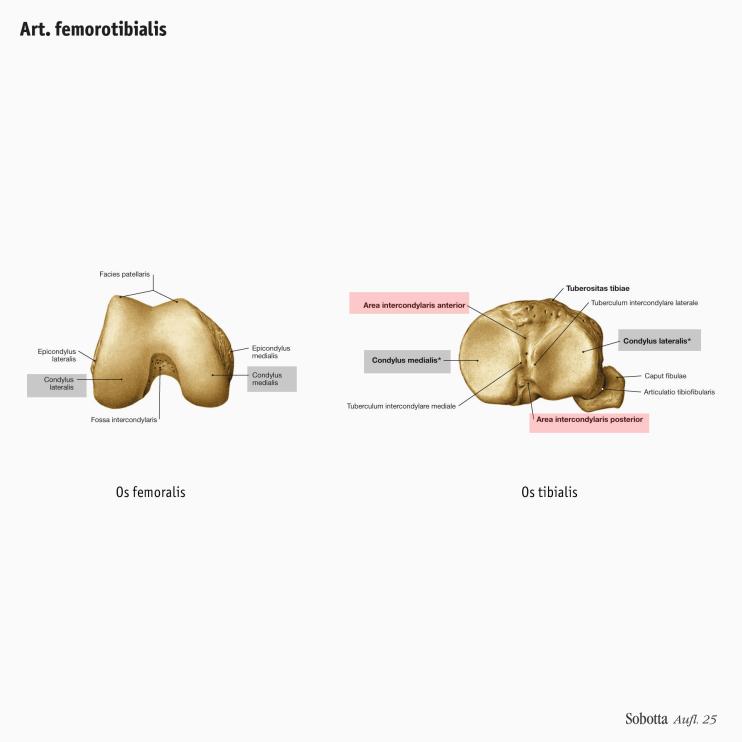 Art. femorotibialis
Facies patellaris
Epicondylus
lateralis
Condylus
lateralis
Fossa intercondylaris
Epicondylus
medialis
Condylus
medialis
Os femoralis
Tuberositas tibiae
Area intercondylaris anterior
Tuberculum intercondylare laterale
Condylus medialis*
Condylus lateralis*
Tuberculum intercondylare mediale
Caput fibulae
Articulatio tibiofibularis
Area intercondylaris posterior
Os tibialis
Sobotta Aufl. 25